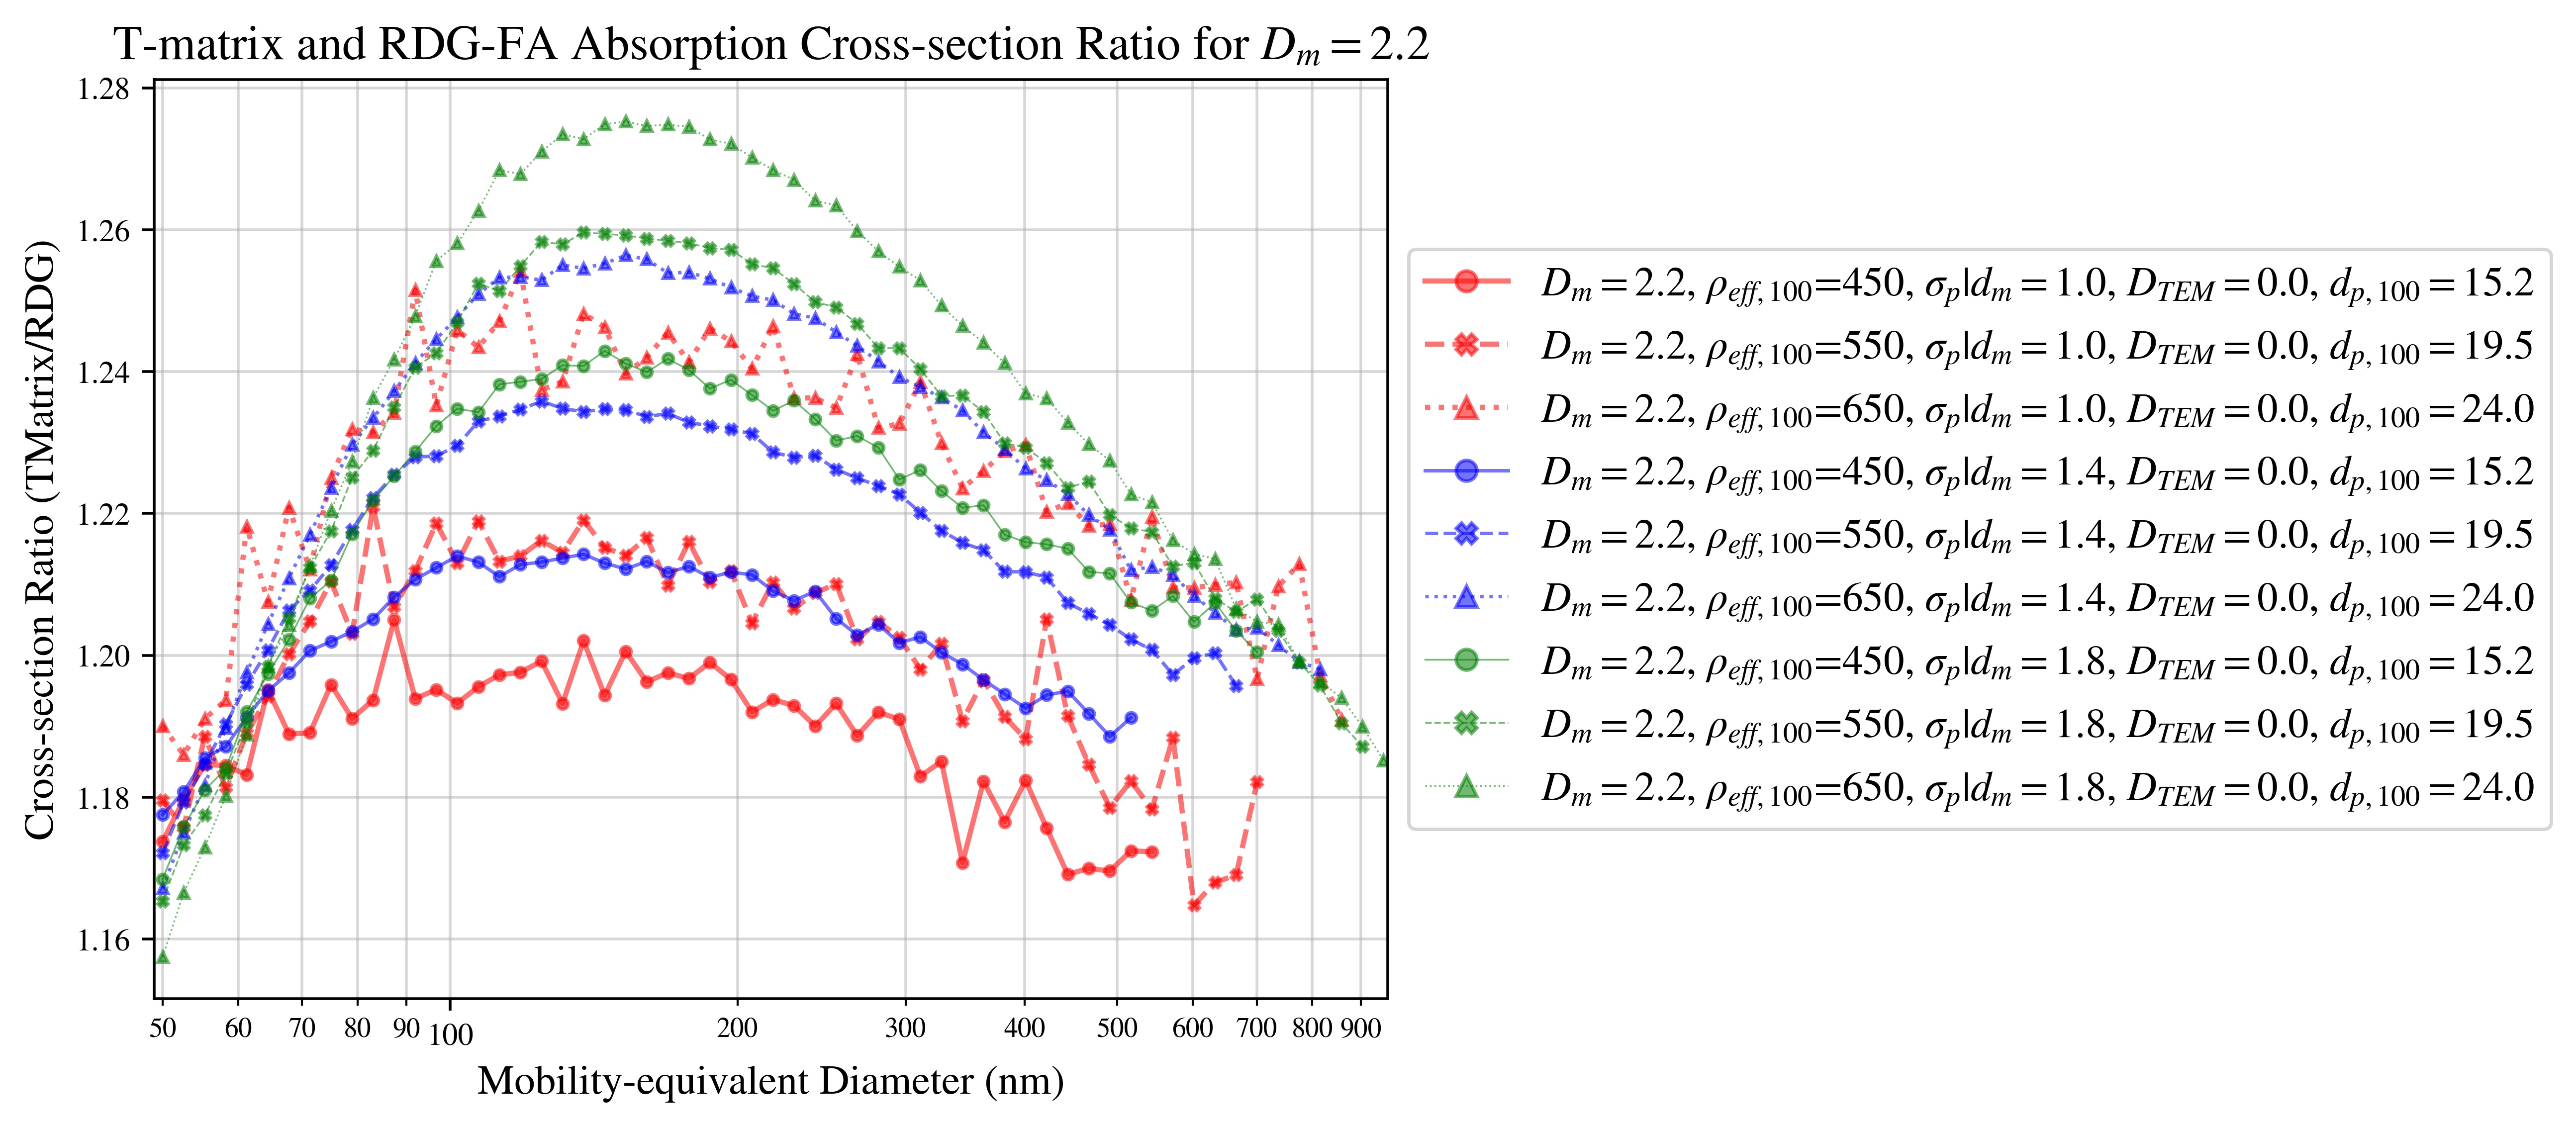 T-matrix and RDG-FA Absorption Cross-section Ratio for Dₘ = 2.2
Cross-section Ratio (TMatrix/RDG)
1.28
1.26
1.24
1.22
1.20
1.18
1.16
50 60 70 80 90 100 200 300 400 500 600 700 800 900
Mobility-equivalent Diameter (nm)
D_m = 2.2, ρ_eff,100=450, σ_p|d_m = 1.0, D_TEM = 0.0, d_p,100 = 15.2
D_m = 2.2, ρ_eff,100=550, σ_p|d_m = 1.0, D_TEM = 0.0, d_p,100 = 19.5
D_m = 2.2, ρ_eff,100=650, σ_p|d_m = 1.0, D_TEM = 0.0, d_p,100 = 24.0
D_m = 2.2, ρ_eff,100=450, σ_p|d_m = 1.4, D_TEM = 0.0, d_p,100 = 15.2
D_m = 2.2, ρ_eff,100=550, σ_p|d_m = 1.4, D_TEM = 0.0, d_p,100 = 19.5
D_m = 2.2, ρ_eff,100=650, σ_p|d_m = 1.4, D_TEM = 0.0, d_p,100 = 24.0
D_m = 2.2, ρ_eff,100=450, σ_p|d_m = 1.8, D_TEM = 0.0, d_p,100 = 15.2
D_m = 2.2, ρ_eff,100=550, σ_p|d_m = 1.8, D_TEM = 0.0, d_p,100 = 19.5
D_m = 2.2, ρ_eff,100=650, σ_p|d_m = 1.8, D_TEM = 0.0, d_p,100 = 24.0